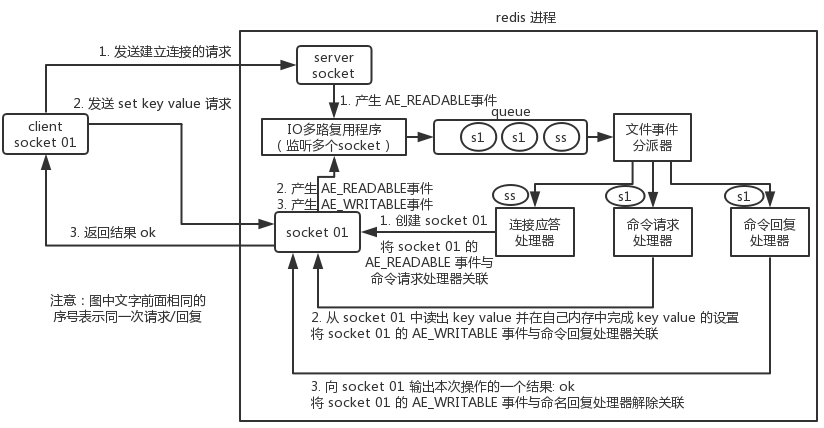 redis 进程
1. 发送建立连接的请求
server
socket
1. 产生 AE_READABLE事件
2. 发送 set key value 请求
queue
client
socket 01
IO多路复用程序
（监听多个socket）
s1
s1
ss
文件事件
分派器
2. 产生 AE_READABLE事件
3. 产生 AE_WRITABLE事件
ss
s1
s1
1. 创建 socket 01
3. 返回结果 ok
socket 01
连接应答
处理器
命令请求
处理器
命令回复
处理器
将 socket 01 的
AE_READABLE 事件与
命令请求处理器关联
注意：图中文字前面相同的
序号表示同一次请求/回复
2. 从 socket 01 中读出 key value 并在自己内存中完成 key value 的设置
将 socket 01 的 AE_WRITABLE 事件与命令回复处理器关联
3. 向 socket 01 输出本次操作的一个结果: ok
将 socket 01 的 AE_WRITABLE 事件与命名回复处理器解除关联